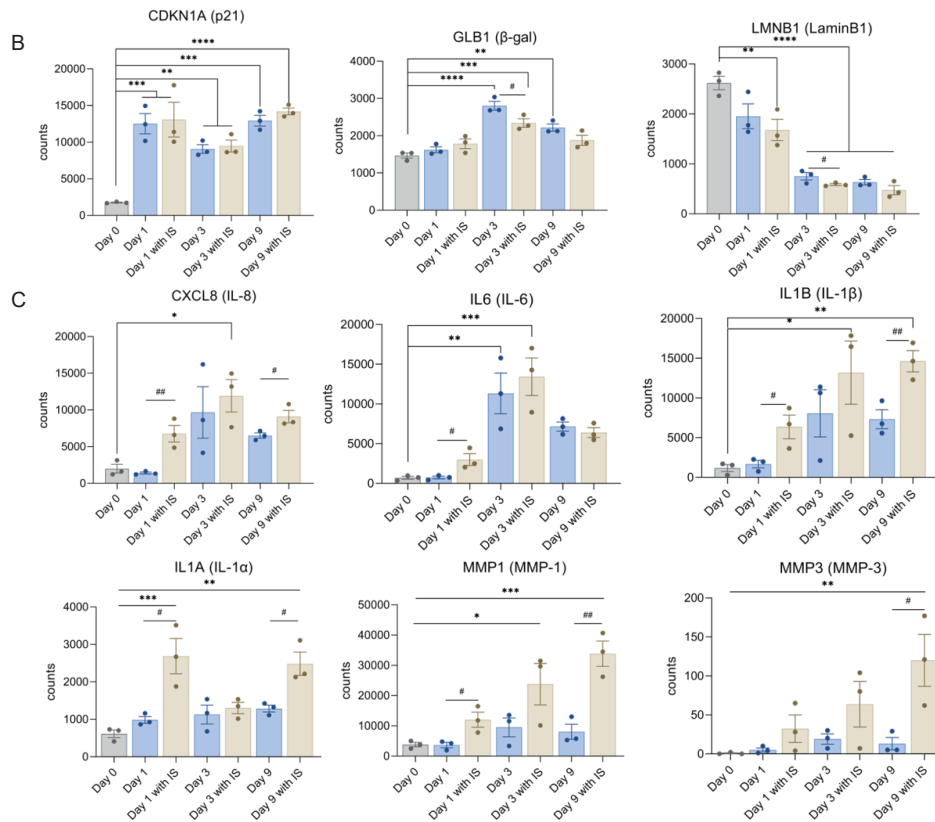 B
CDKN1A (p21)
counts
20000
15000
10000
5000
0
****
***
**
***
Day 0
Day 1
Day 1 with IS
Day 3
Day 3 with IS
Day 9
Day 9 with IS
GLB1 (β-gal)
counts
4000
3000
2000
1000
0
**
***
****
#
Day 0
Day 1
Day 1 with IS
Day 3
Day 3 with IS
Day 9
Day 9 with IS
LMNB1 (LaminB1)
counts
3000
2000
1000
0
****
**
#
Day 0
Day 1
Day 1 with IS
Day 3
Day 3 with IS
Day 9
Day 9 with IS
C
CXCL8 (IL-8)
counts
20000
15000
10000
5000
0
*
##
#
Day 0
Day 1
Day 1 with IS
Day 3
Day 3 with IS
Day 9
Day 9 with IS
IL6 (IL-6)
counts
20000
15000
10000
5000
0
***
**
#
Day 0
Day 1
Day 1 with IS
Day 3
Day 3 with IS
Day 9
Day 9 with IS
IL1B (IL-1β)
counts
20000
15000
10000
5000
0
**
*
##
#
Day 0
Day 1
Day 1 with IS
Day 3
Day 3 with IS
Day 9
Day 9 with IS
IL1A (IL-1α)
counts
4000
3000
2000
1000
0
**
***
#
#
Day 0
Day 1
Day 1 with IS
Day 3
Day 3 with IS
Day 9
Day 9 with IS
MMP1 (MMP-1)
counts
50000
40000
30000
20000
10000
0
***
*
##
#
Day 0
Day 1
Day 1 with IS
Day 3
Day 3 with IS
Day 9
Day 9 with IS
MMP3 (MMP-3)
counts
200
150
100
50
0
**
#
Day 0
Day 1
Day 1 with IS
Day 3
Day 3 with IS
Day 9
Day 9 with IS